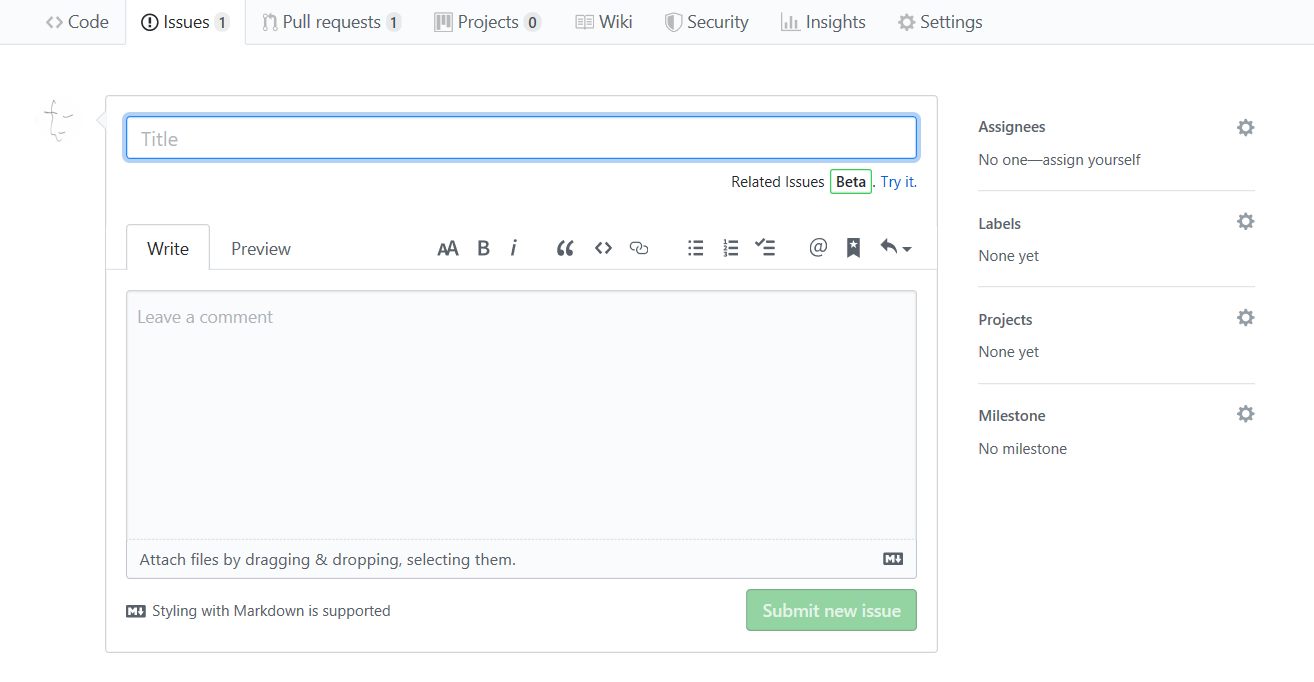 Code Issues 1 Pull requests 1 Projects 0 Wiki Security Insights Settings
Title
Related Issues Beta. Try it.
Write Preview AA B i “ <> @
Leave a comment
Attach files by dragging & dropping, selecting them.
Styling with Markdown is supported
Submit new issue
Assignees
No one—assign yourself
Labels
None yet
Projects
None yet
Milestone
No milestone